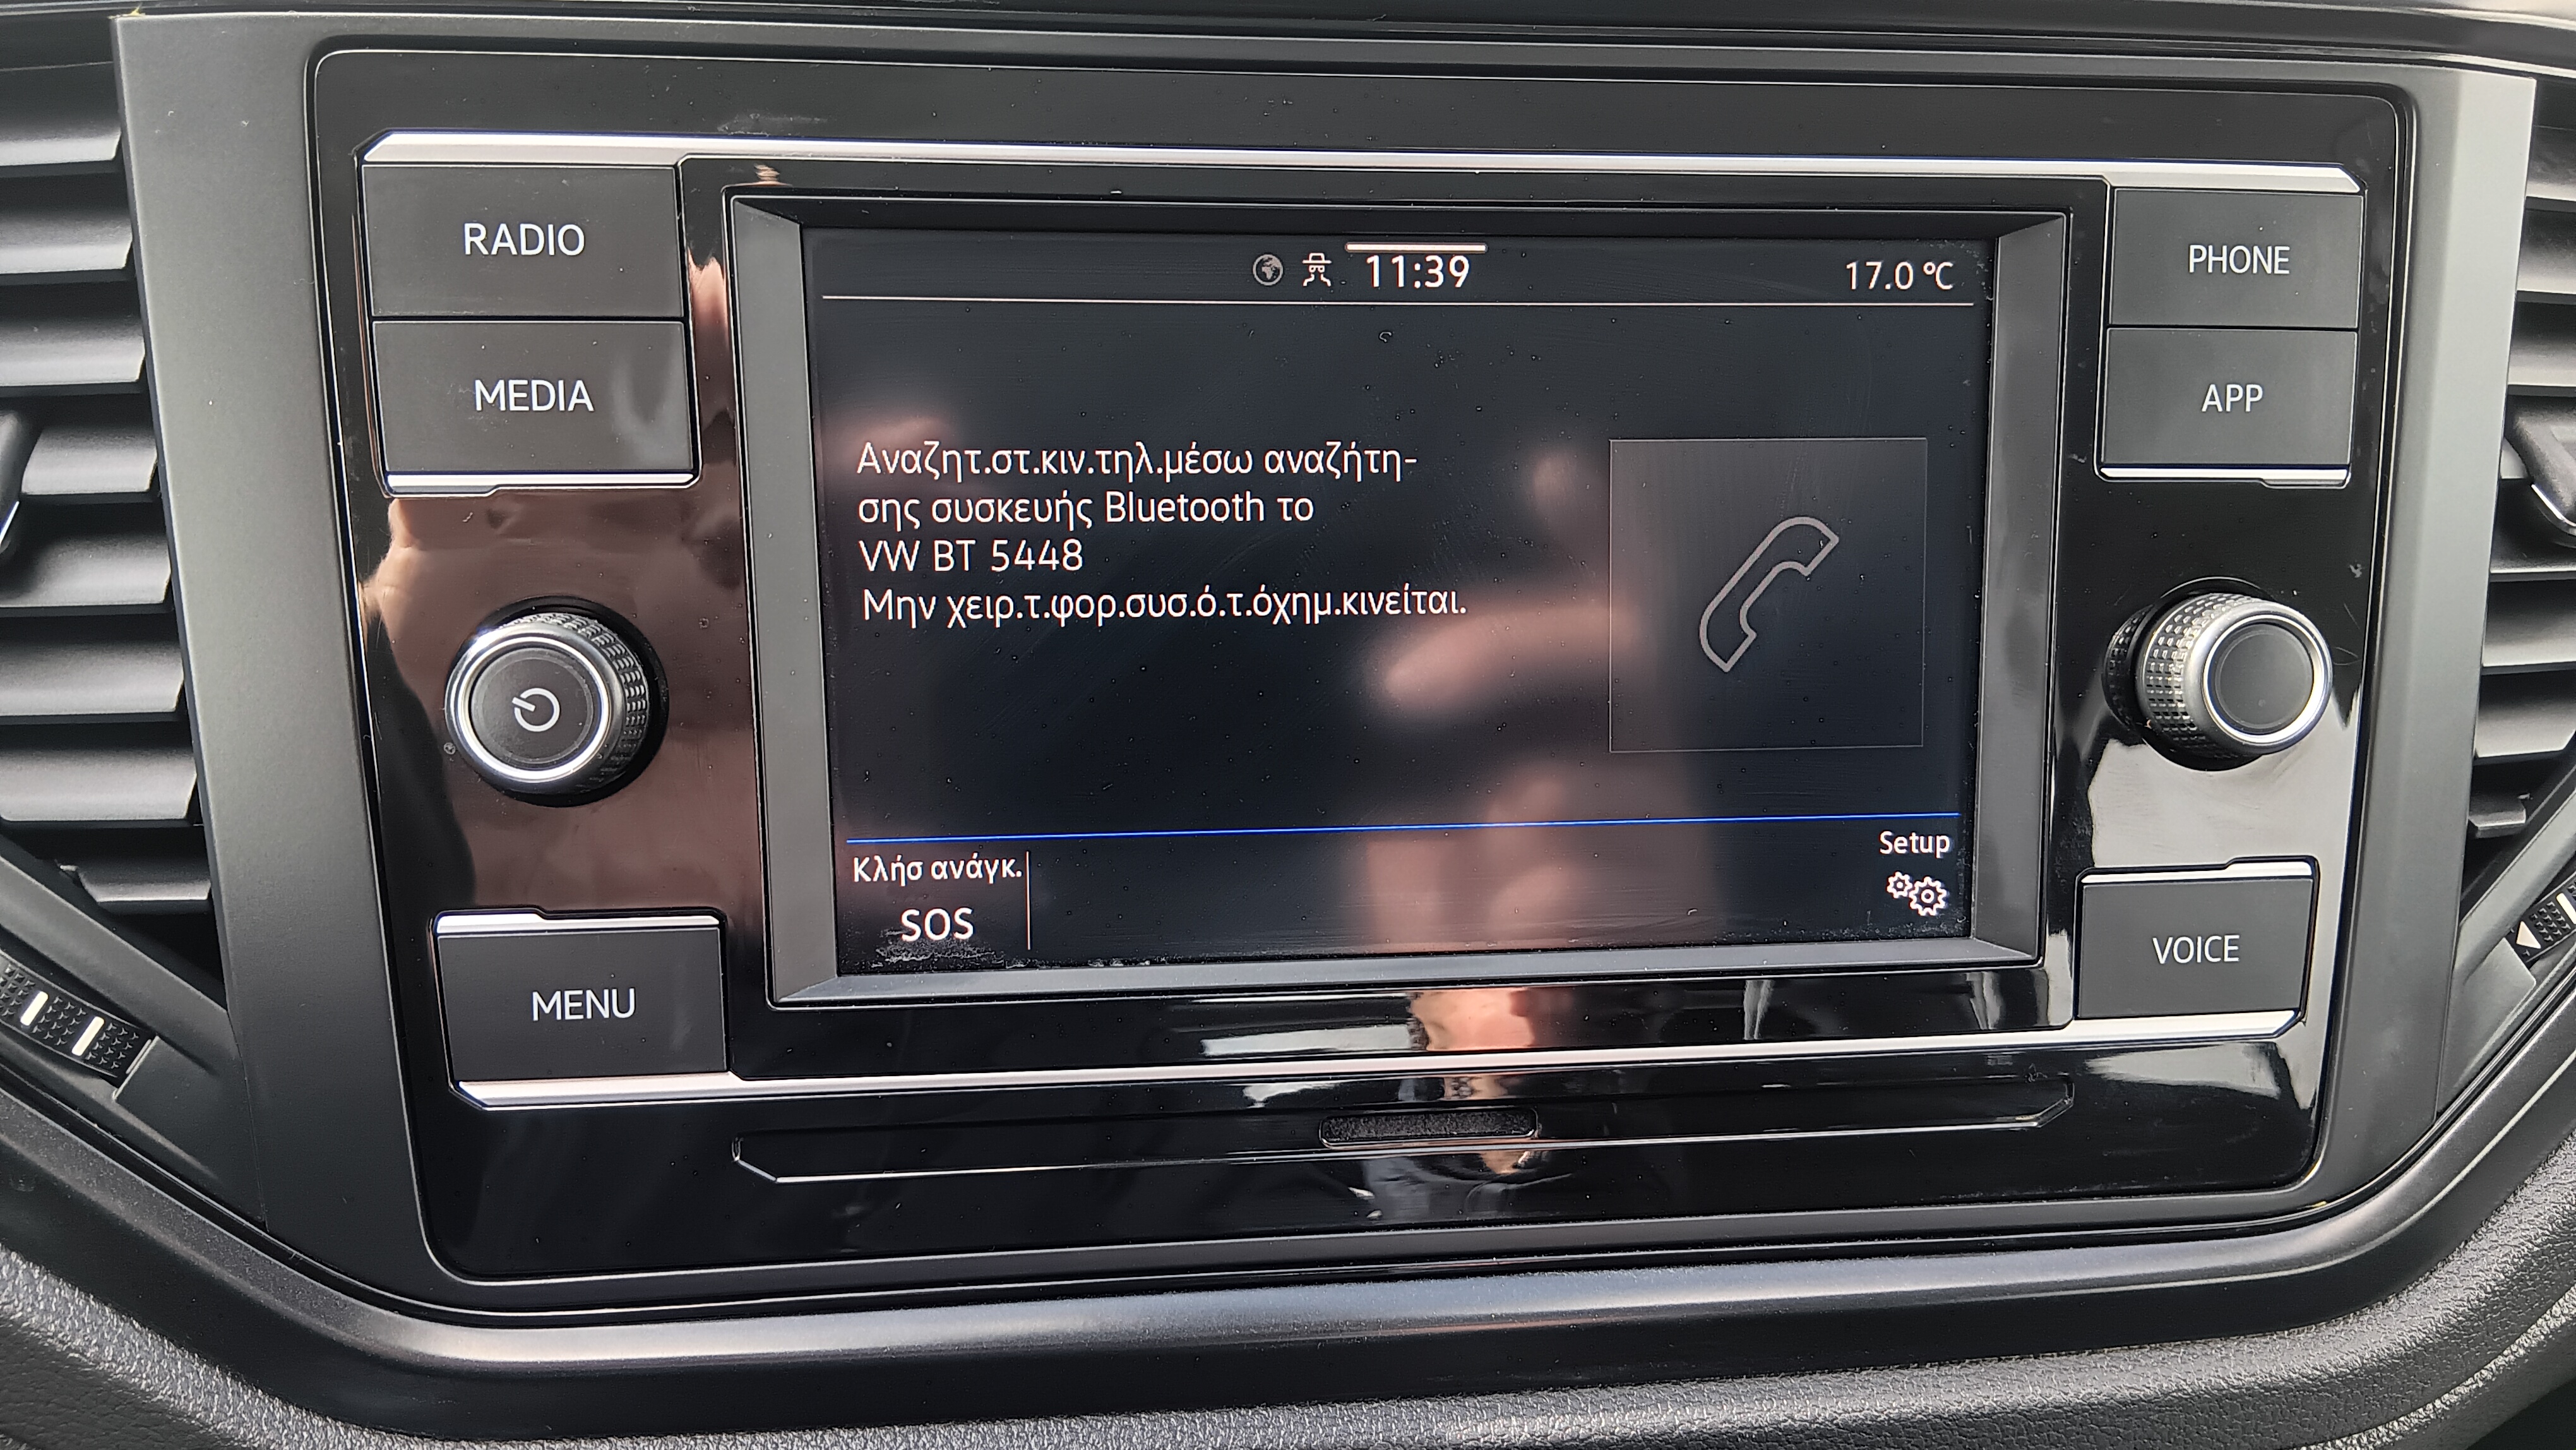 RADIO
MEDIA
MENU
11:39
17.0 °C
Αναζητ.στ.κιν.τηλ.μέσω αναζήτη-
σης συσκευής Bluetooth το
VW BT 5448
Μην χειρ.τ.φορ.συσ.ό.τ.όχημ.κινείται.
Κλήσ ανάγκ.
SOS
Setup
PHONE
APP
VOICE